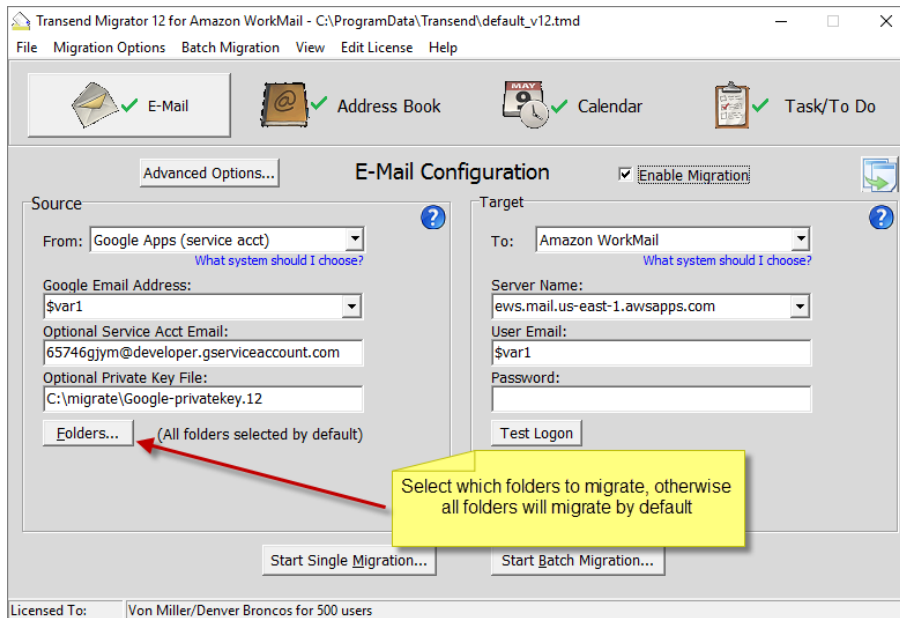 Transend Migrator 12 for Amazon WorkMail - C:\ProgramData\Transend\default_v12.tmd
File Migration Options Batch Migration View Edit License Help
E-Mail
Address Book
MAY
9
Calendar
Task/To Do
Advanced Options...
E-Mail Configuration
Enable Migration
Source
?
From: Google Apps (service acct)
What system should I choose?
Google Email Address:
$var1
Optional Service Acct Email:
65746gjym@developer.gserviceaccount.com
Optional Private Key File:
C:\migrate\Google-privatekey.12
Folders... (All folders selected by default)
Target
?
To: Amazon WorkMail
What system should I choose?
Server Name:
ews.mail.us-east-1.awsapps.com
User Email:
$var1
Password:
Test Logon
Select which folders to migrate, otherwise
all folders will migrate by default
Start Single Migration...
Start Batch Migration...
Licensed To: Von Miller/Denver Broncos for 500 users